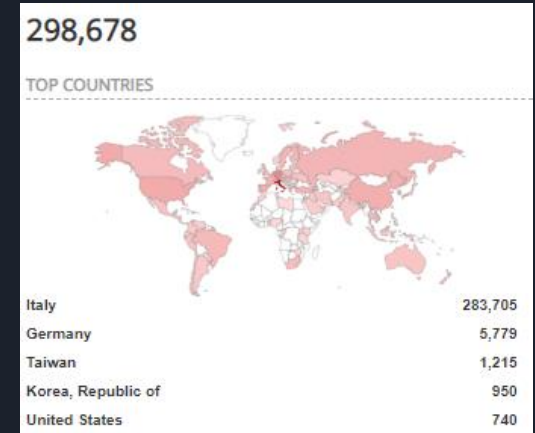 298,678
TOP COUNTRIES
Italy 283,705
Germany 5,779
Taiwan 1,215
Korea, Republic of 950
United States 740